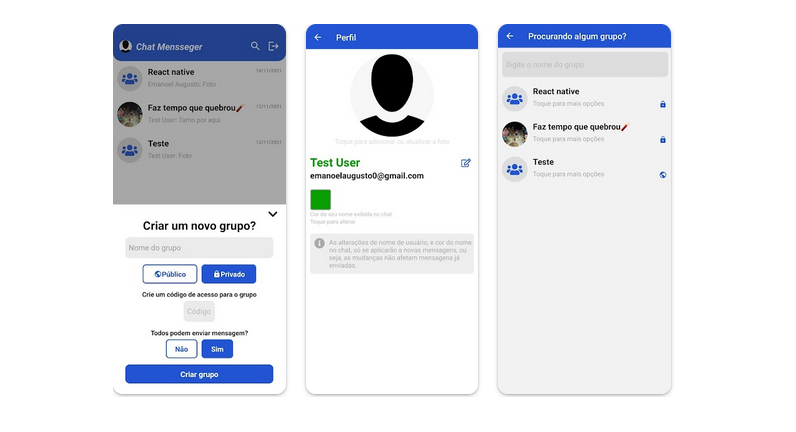 Chat Mensseger
React native
19/11/2021
Emanoel Augusto: Foto
Faz tempo que quebrou🧨
12/11/2021
Test User: Tamo por aqui
Teste
12/11/2021
Test User: Foto
Criar um novo grupo?
Nome do grupo
Público
Privado
Crie um código de acesso para o grupo
Código
Todos podem enviar mensagem?
Não
Sim
Criar grupo
Perfil
Toque para adicionar ou atualizar a foto
Test User
emanoelaugusto0@gmail.com
Cor do seu nome exibida no chat
Toque para alterar
As alterações de nome de usuário, e cor do nome
no chat, só se aplicarão a novas mensagens, ou
seja, as mudanças não afetam mensagens já
enviadas.
Procurando algum grupo?
Digite o nome do grupo
React native
Toque para mais opções
Faz tempo que quebrou🧨
Toque para mais opções
Teste
Toque para mais opções